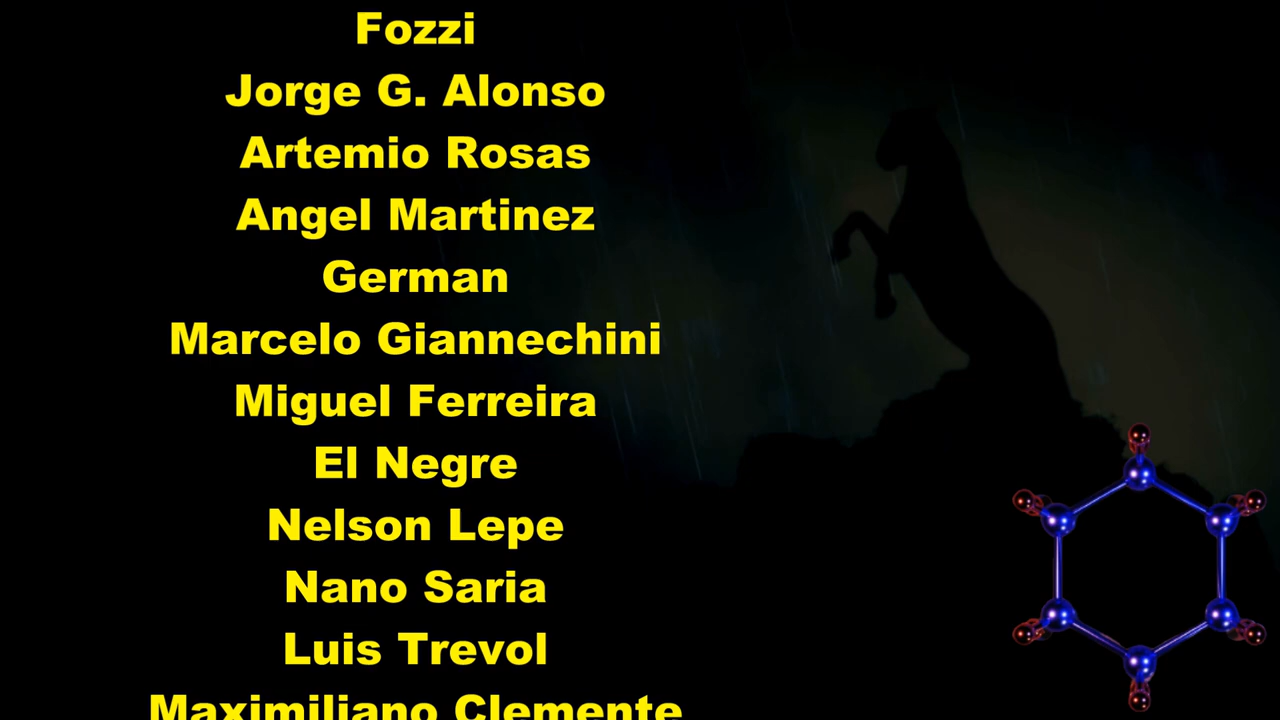 Fozzi
Jorge G. Alonso
Artemio Rosas
Angel Martinez
German
Marcelo Giannechini
Miguel Ferreira
El Negre
Nelson Lepe
Nano Saria
Luis Trevol
Maximiliano Clemente